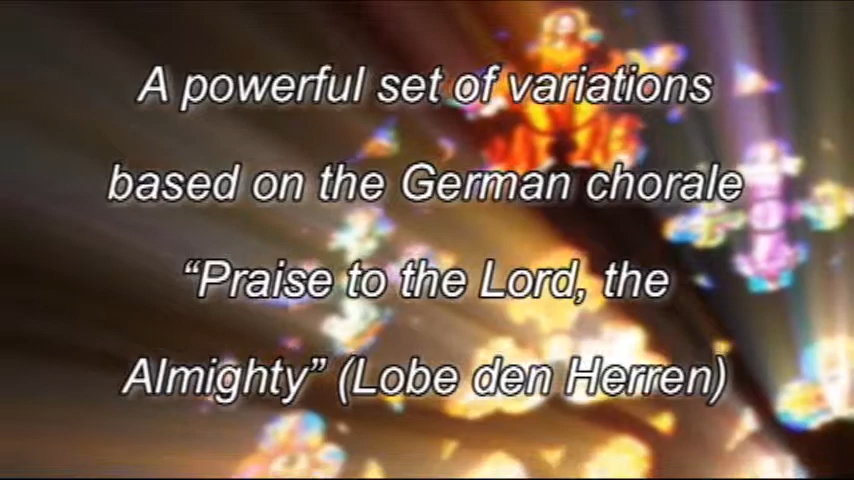 A powerful set of variations
based on the German chorale
“Praise to the Lord, the
Almighty” (Lobe den Herren)